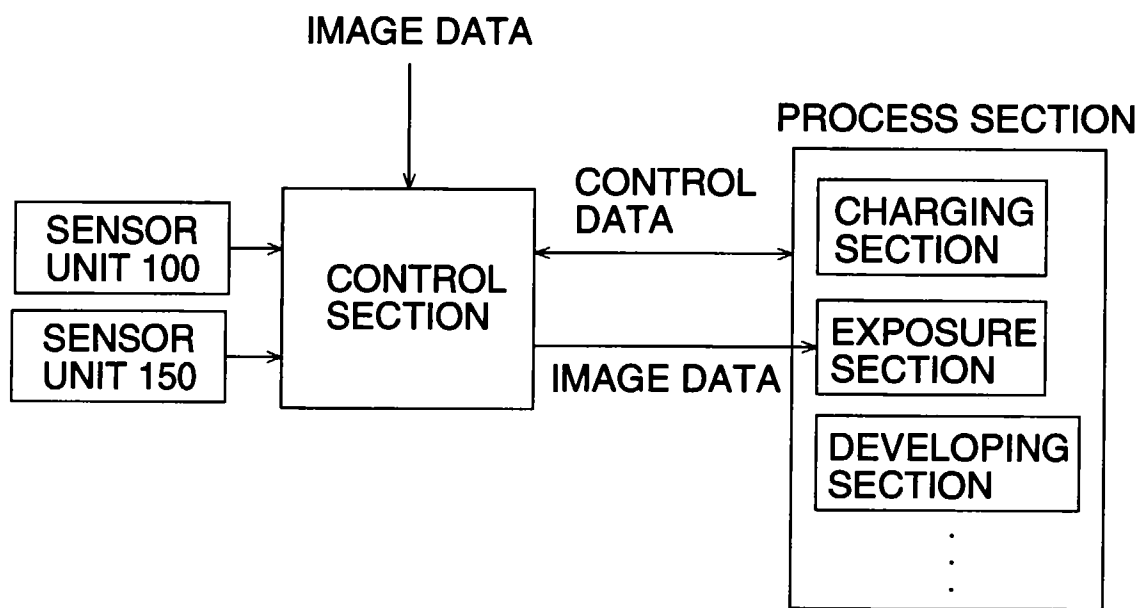 IMAGE DATA
PROCESS SECTION
SENSOR
UNIT 100
SENSOR
UNIT 150
CONTROL
SECTION
CONTROL
DATA
IMAGE DATA
CHARGING
SECTION
EXPOSURE
SECTION
DEVELOPING
SECTION